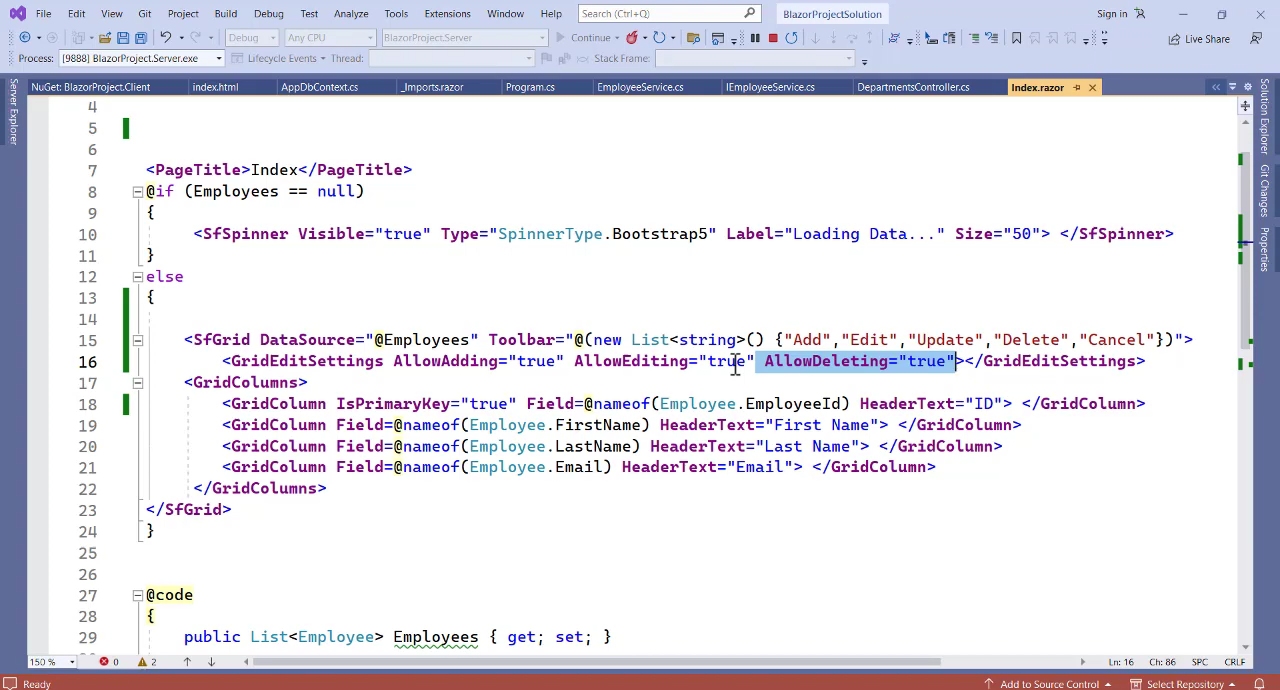 File Edit View Git Project Build Debug Test Analyze Tools Extensions Window Help Search (Ctrl+Q) BlazorProjectSolution Sign in
Debug Any CPU BlazorProject.Server Continue Live Share
Process: [9888] BlazorProject.Server.exe Lifecycle Events Thread: Stack Frame:
NuGet: BlazorProject.Client index.html AppDbContext.cs _Imports.razor Program.cs EmployeeService.cs IEmployeeService.cs DepartmentsController.cs Index.razor
Server Explorer
Solution Explorer
Git Changes
Properties
4
5
6
7 <PageTitle>Index</PageTitle>
8 @if (Employees == null)
9 {
10 <SfSpinner Visible="true" Type="SpinnerType.Bootstrap5" Label="Loading Data..." Size="50"> </SfSpinner>
11 }
12 else
13 {
14
15 <SfGrid DataSource="@Employees" Toolbar="@(new List<string>() {"Add","Edit","Update","Delete","Cancel"})">
16 <GridEditSettings AllowAdding="true" AllowEditing="true" AllowDeleting="true"></GridEditSettings>
17 <GridColumns>
18 <GridColumn IsPrimaryKey="true" Field=@nameof(Employee.EmployeeId) HeaderText="ID"> </GridColumn>
19 <GridColumn Field=@nameof(Employee.FirstName) HeaderText="First Name"> </GridColumn>
20 <GridColumn Field=@nameof(Employee.LastName) HeaderText="Last Name"> </GridColumn>
21 <GridColumn Field=@nameof(Employee.Email) HeaderText="Email"> </GridColumn>
22 </GridColumns>
23 </SfGrid>
24 }
25
26
27 @code
28 {
29 public List<Employee> Employees { get; set; }
150 % 0 2 Ln: 16 Ch: 86 SPC CRLF
Ready Add to Source Control Select Repository